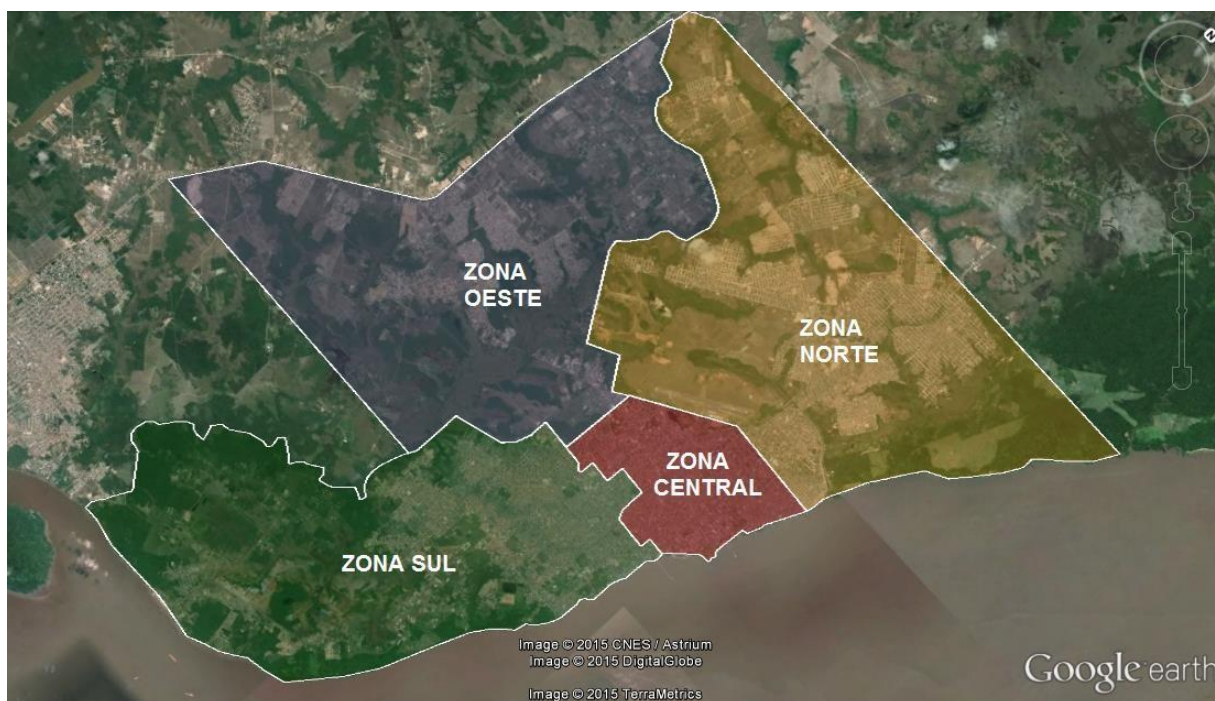 N
ZONA
OESTE
ZONA
NORTE
ZONA
CENTRAL
ZONA SUL
Image © 2015 CNES / Astrium
Image © 2015 DigitalGlobe
Image © 2015 TerraMetrics
Google earth